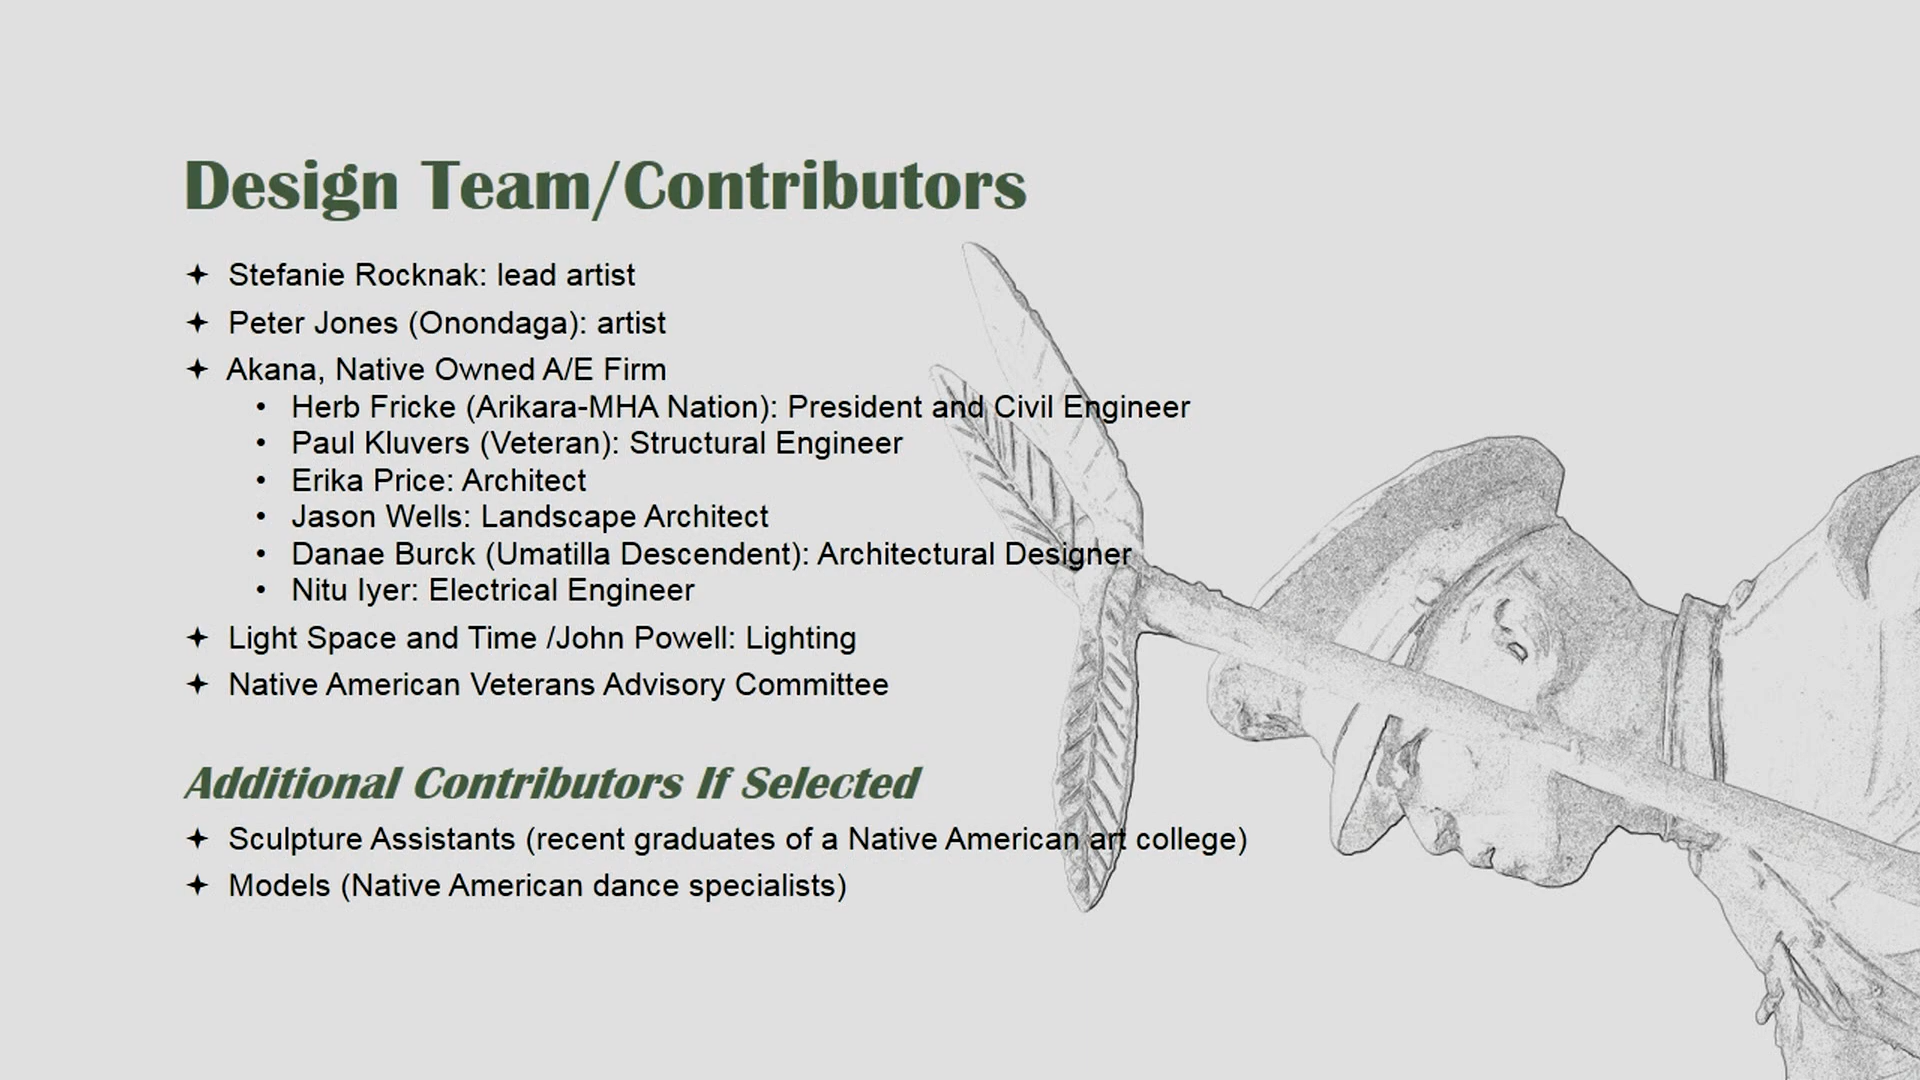 Design Team/Contributors
✦ Stefanie Rocknak: lead artist
✦ Peter Jones (Onondaga): artist
✦ Akana, Native Owned A/E Firm
• Herb Fricke (Arikara-MHA Nation): President and Civil Engineer
• Paul Kluvers (Veteran): Structural Engineer
• Erika Price: Architect
• Jason Wells: Landscape Architect
• Danae Burck (Umatilla Descendent): Architectural Designer
• Nitu Iyer: Electrical Engineer
✦ Light Space and Time /John Powell: Lighting
✦ Native American Veterans Advisory Committee
Additional Contributors If Selected
✦ Sculpture Assistants (recent graduates of a Native American art college)
✦ Models (Native American dance specialists)